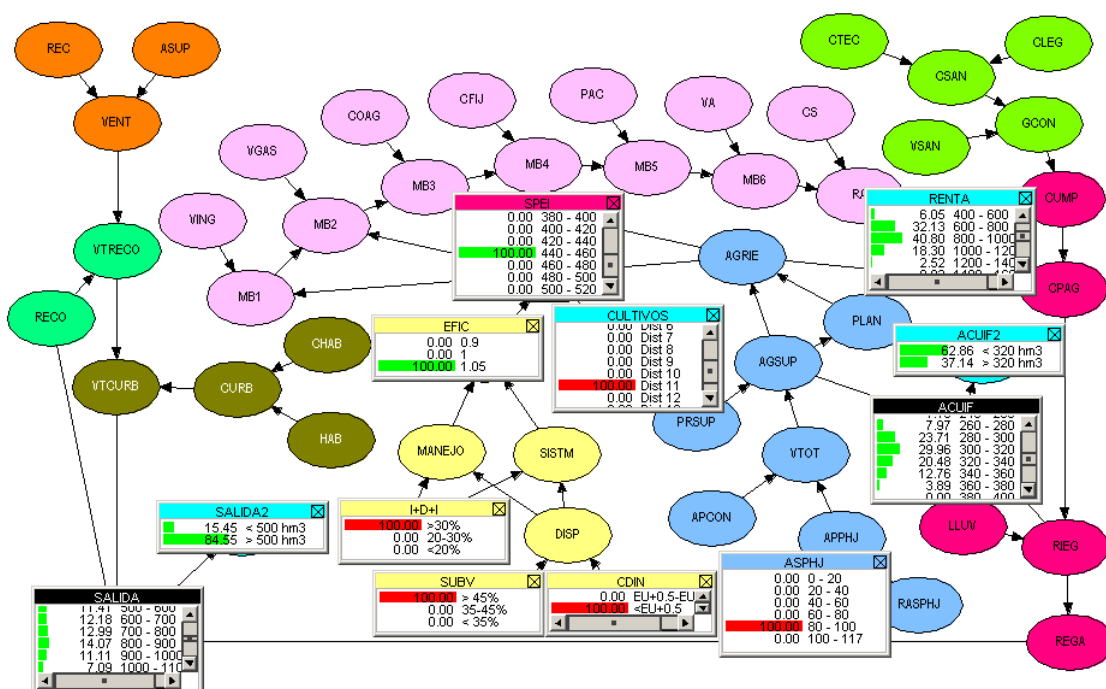 REC
ASUP
CTEC
CLEG
CSAN
VENT
COAG
CFIJ
PAC
VA
CS
VSAN
GCON
VGAS
MB3
MB4
MB5
MB6
CUMP
VING
MB2
SPEI
0.00 380 - 400
0.00 400 - 420
0.00 420 - 440
100.00 440 - 460
0.00 460 - 480
0.00 480 - 500
0.00 500 - 520
RENTA
6.05 400 - 600
32.13 600 - 800
40.80 800 - 1000
18.30 1000 - 120
2.52 1200 - 140
VTRECO
AGRIE
MB1
CPAG
RECO
PLAN
EFIC
0.00 0.9
0.00 1
100.00 1.05
CULTIVOS
0.00 Dist 6
0.00 Dist 7
0.00 Dist 8
0.00 Dist 9
0.00 Dist 10
100.00 Dist 11
0.00 Dist 12
ACUIF2
62.86 < 320 hm3
37.14 > 320 hm3
CHAB
AGSUP
VTCURB
CURB
HAB
PRSUP
ACUIF
7.97 260 - 280
23.71 280 - 300
29.96 300 - 320
20.48 320 - 340
12.76 340 - 360
3.89 360 - 380
0.00 380 - 400
MANEJO
SISTM
VTOT
SALIDA2
15.45 < 500 hm3
84.55 > 500 hm3
I+D+I
100.00 >30%
0.00 20-30%
0.00 <20%
DISP
APCON
APPHJ
LLUV
RIEG
SUBV
100.00 > 45%
0.00 35-45%
0.00 < 35%
CDIN
0.00 EU+0.5-EU
100.00 <EU+0.5
ASPHJ
0.00 0 - 20
0.00 20 - 40
0.00 40 - 60
0.00 60 - 80
100.00 80 - 100
0.00 100 - 117
RASPHJ
SALIDA
11.41 500 - 600
12.18 600 - 700
12.99 700 - 800
14.07 800 - 900
11.11 900 - 1000
7.09 1000 - 110
REGA